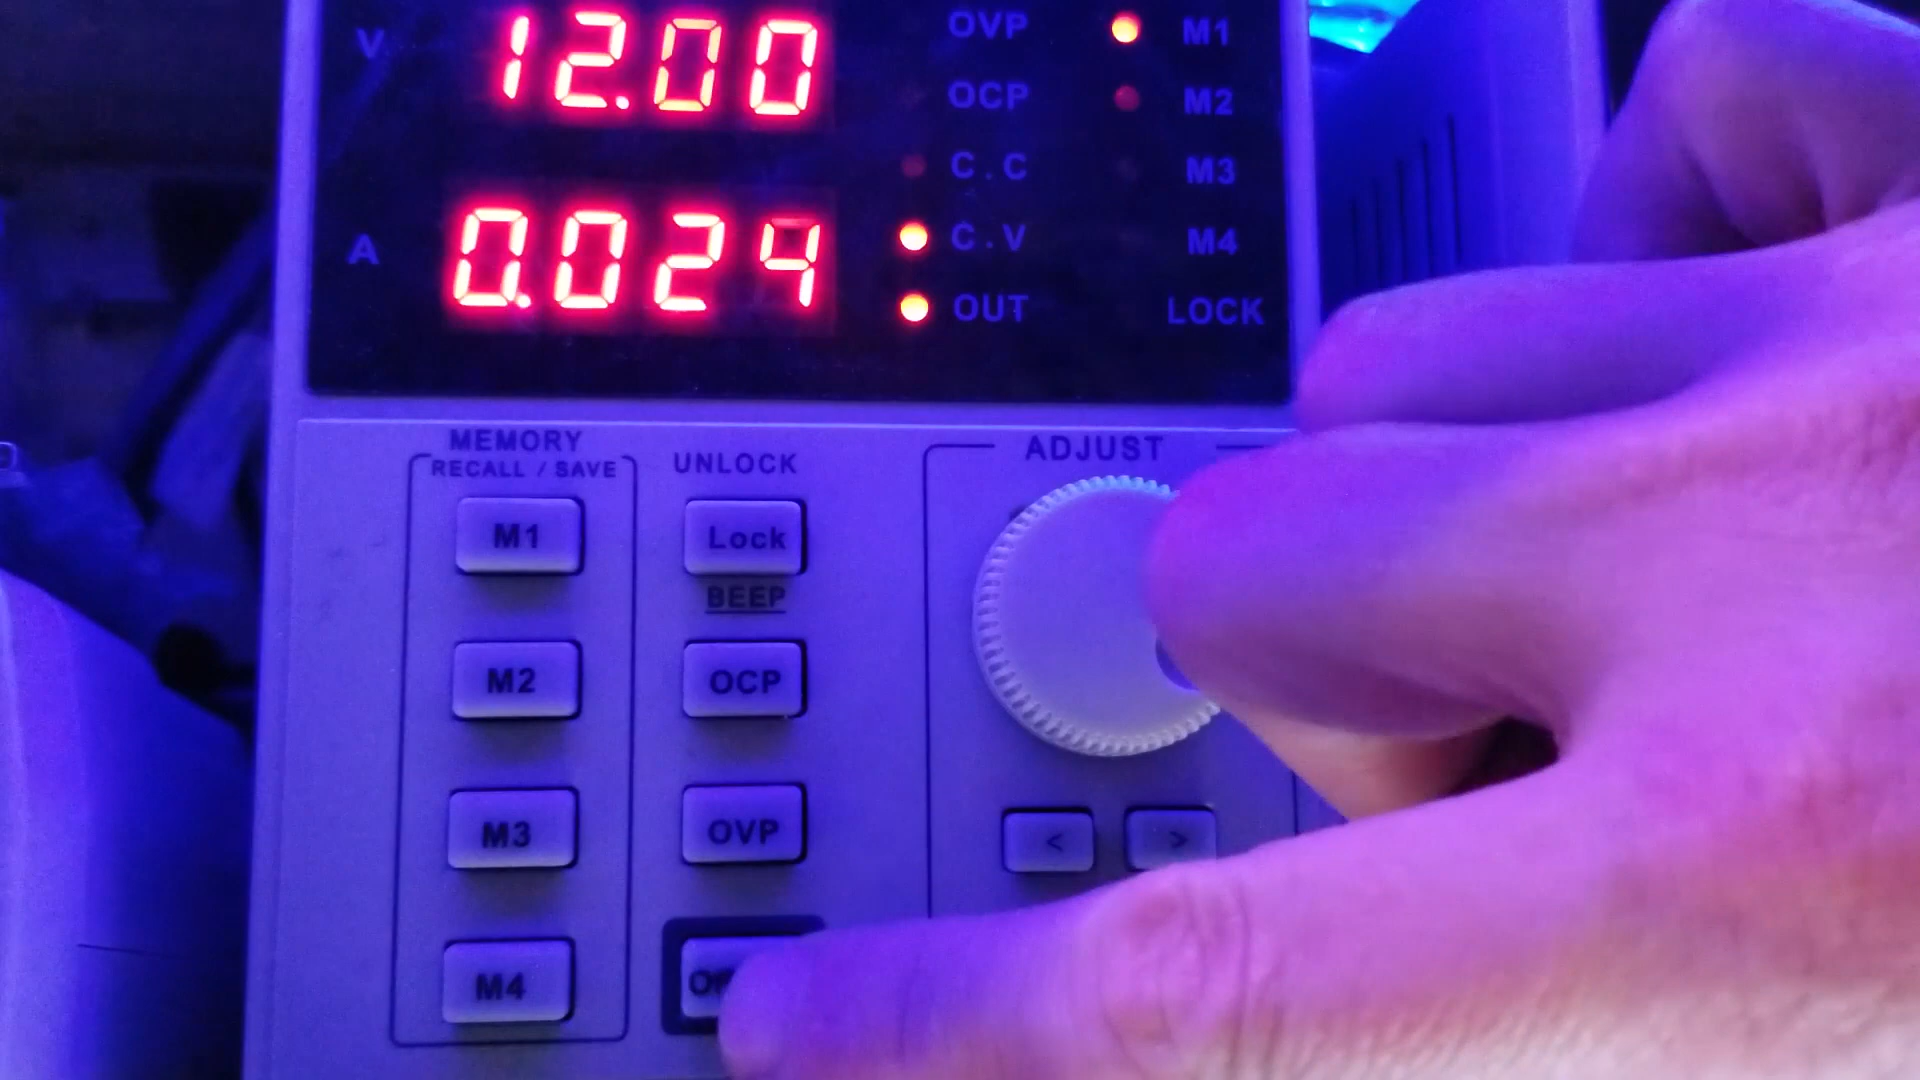 V 12.00 OVP M1
OCP M2
C.C M3
A 0.024 C.V M4
OUT LOCK
MEMORY
RECALL / SAVE
UNLOCK
ADJUST
M1 Lock
BEEP
M2 OCP
M3 OVP
< >
M4